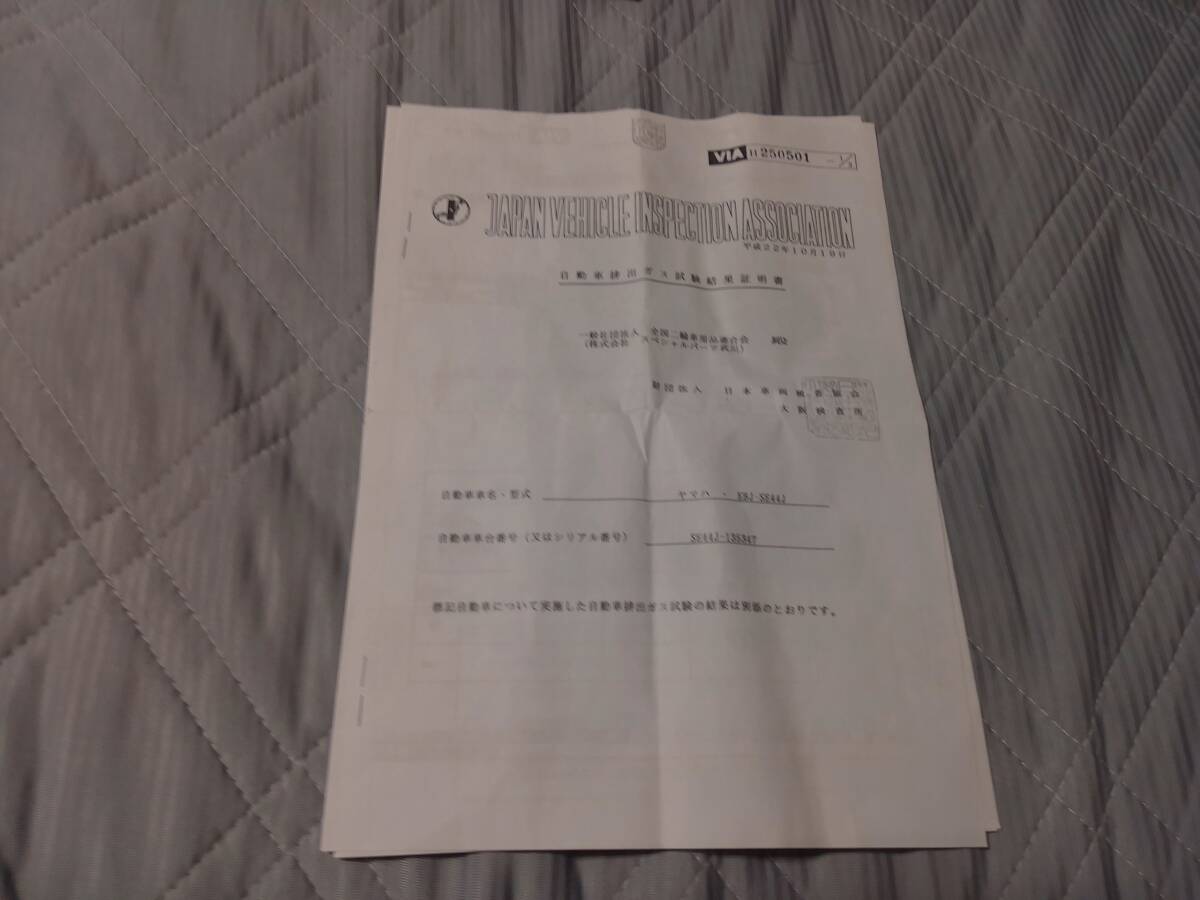 VIA H 250501 - 1/3
JAPAN VEHICLE INSPECTION ASSOCIATION
平成22年10月19日
自動車排出ガス試験結果証明書
一般社団法人 全国二輪車用品連合会 殿
(株式会社 スペシャルパーツ武川)
財団法人 日本車両検査協会
大阪検査所
自動車車名・型式 ヤマハ ・ EBJ-SE44J
自動車車台番号(又はシリアル番号) SE44J-135347
標記自動車について実施した自動車排出ガス試験の結果は別添のとおりです。